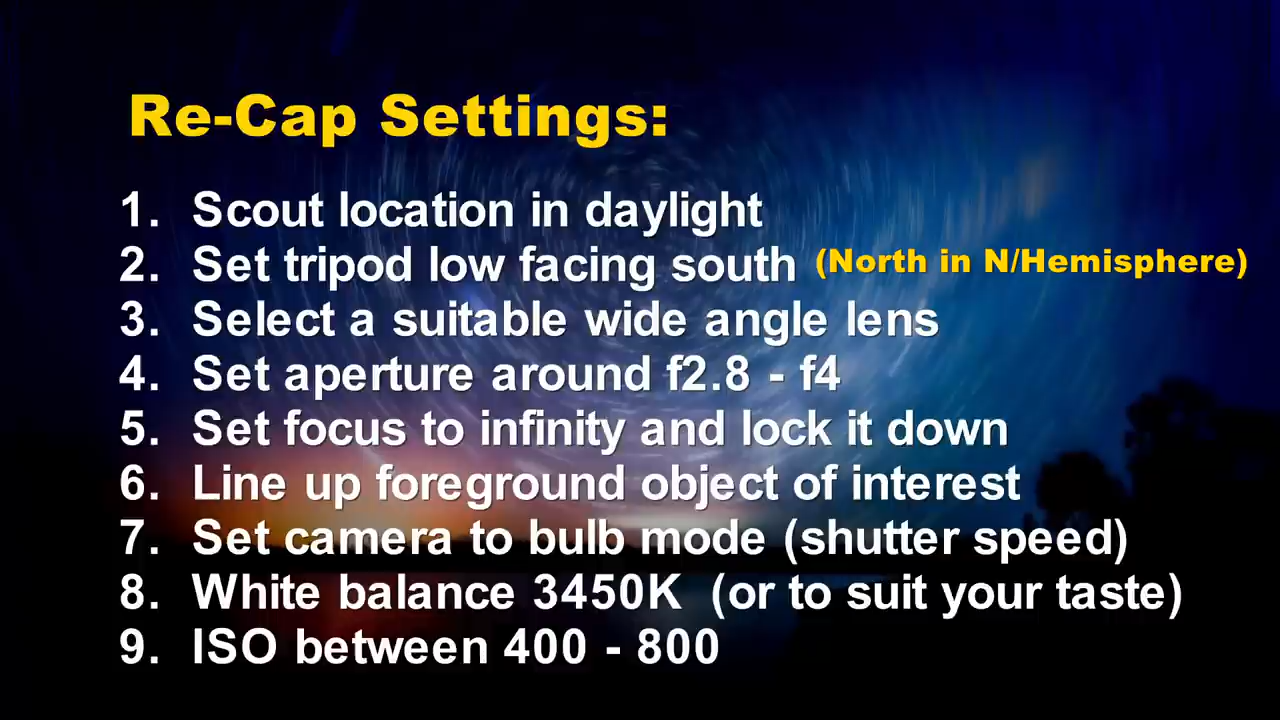 Re-Cap Settings:
1. Scout location in daylight
2. Set tripod low facing south (North in N/Hemisphere)
3. Select a suitable wide angle lens
4. Set aperture around f2.8 - f4
5. Set focus to infinity and lock it down
6. Line up foreground object of interest
7. Set camera to bulb mode (shutter speed)
8. White balance 3450K (or to suit your taste)
9. ISO between 400 - 800